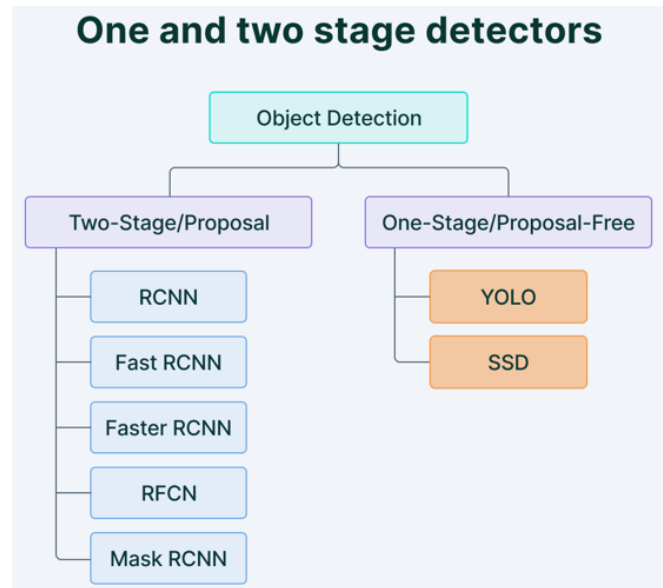 One and two stage detectors
Object Detection
Two-Stage/Proposal
One-Stage/Proposal-Free
RCNN
Fast RCNN
Faster RCNN
RFCN
Mask RCNN
YOLO
SSD